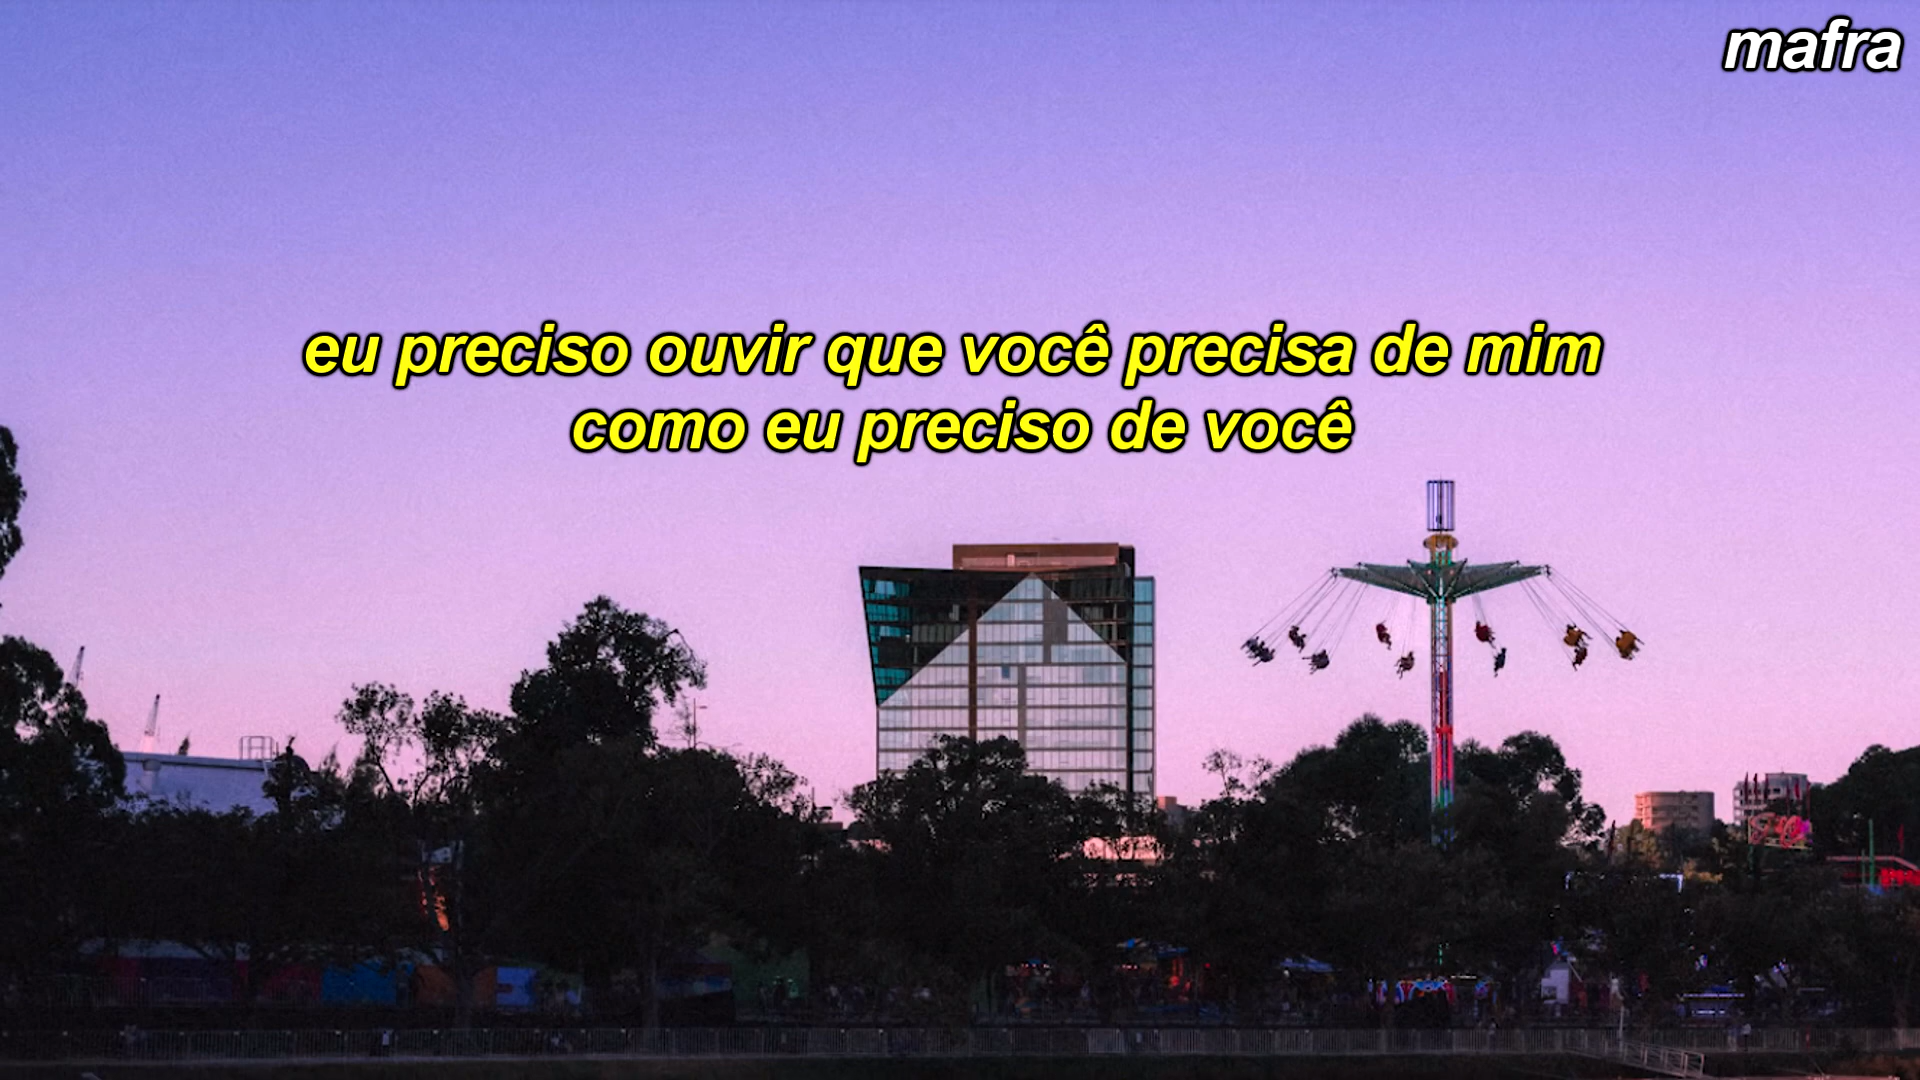 mafra
eu preciso ouvir que você precisa de mim
como eu preciso de você